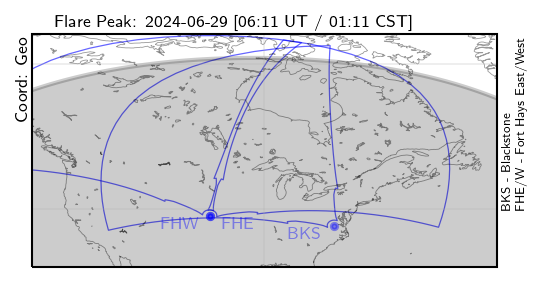 Flare Peak: 2024-06-29 [06:11 UT / 01:11 CST]
Coord: Geo
FHW
FHE
BKS
BKS - Blackstone
FHE/W - Fort Hays East/West